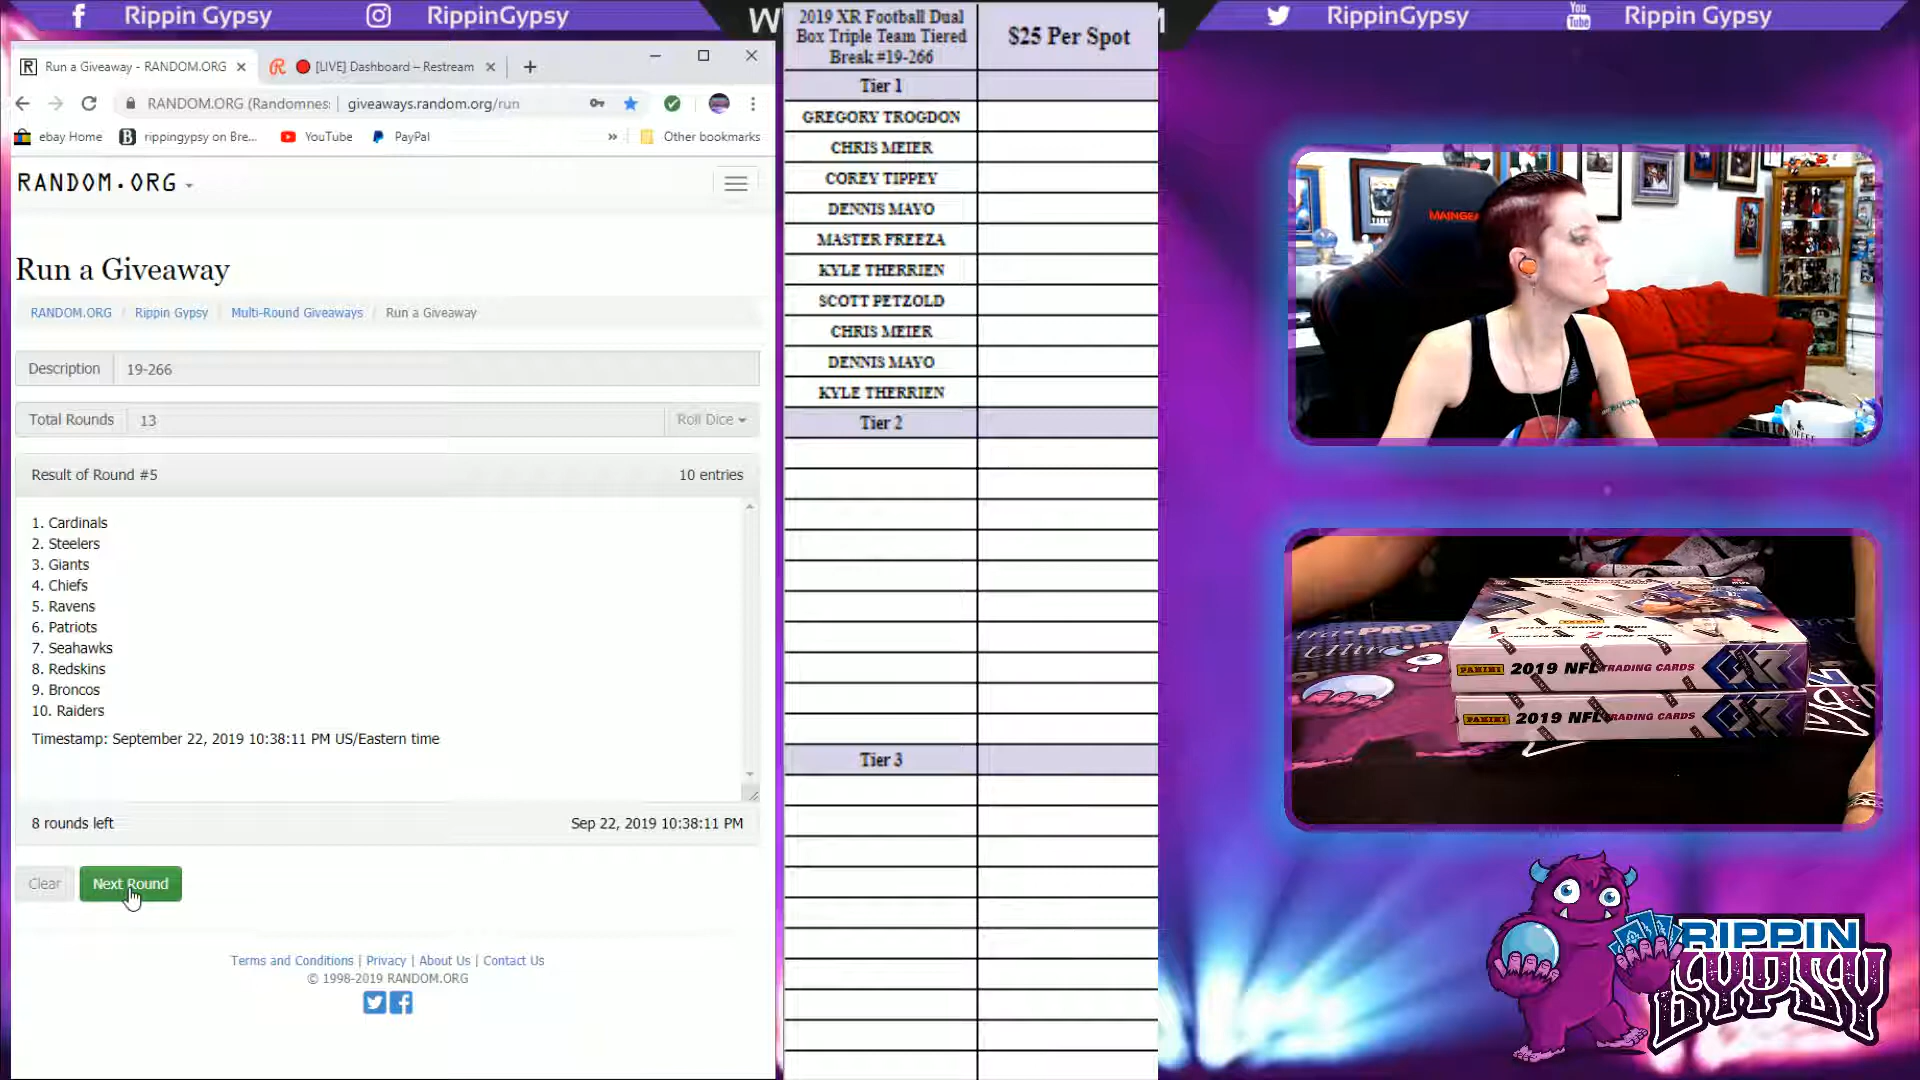 Rippin Gypsy
RippinGypsy
RippinGypsy
Rippin Gypsy
Run a Giveaway - RANDOM.ORG
[LIVE] Dashboard – Restream
RANDOM.ORG (Randomnes: | giveaways.random.org/run
ebay Home
rippingypsy on Bre...
YouTube
PayPal
Other bookmarks
RANDOM.ORG
Run a Giveaway
RANDOM.ORG / Rippin Gypsy / Multi-Round Giveaways / Run a Giveaway
Description 19-266
Total Rounds 13 Roll Dice
Result of Round #5 10 entries
1. Cardinals
2. Steelers
3. Giants
4. Chiefs
5. Ravens
6. Patriots
7. Seahawks
8. Redskins
9. Broncos
10. Raiders
Timestamp: September 22, 2019 10:38:11 PM US/Eastern time
8 rounds left Sep 22, 2019 10:38:11 PM
Clear Next Round
Terms and Conditions | Privacy | About Us | Contact Us
© 1998-2019 RANDOM.ORG
2019 XR Football Dual
Box Triple Team Tiered
Break #19-266
$25 Per Spot
Tier 1
GREGORY TROGDON
CHRIS MEIER
COREY TIPPEY
DENNIS MAYO
MASTER FREEZA
KYLE THERRIEN
SCOTT PETZOLD
CHRIS MEIER
DENNIS MAYO
KYLE THERRIEN
Tier 2
Tier 3
PANINI 2019 NFL TRADING CARDS
PANINI 2019 NFL TRADING CARDS
RIPPIN
GYPSY